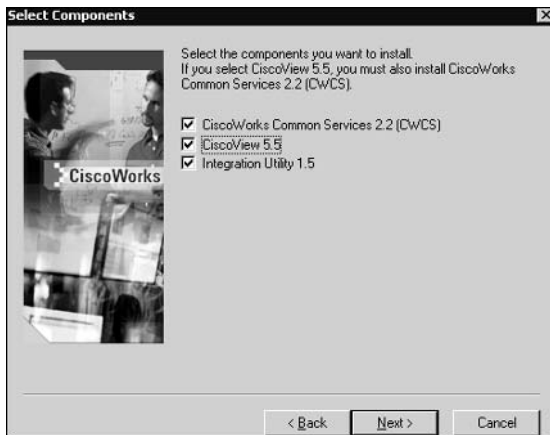 Select Components
Select the components you want to install.
If you select CiscoView 5.5, you must also install CiscoWorks
Common Services 2.2 (CWCS).
CiscoWorks Common Services 2.2 (CWCS)
CiscoView 5.5
Integration Utility 1.5
CiscoWorks
< Back
Next >
Cancel